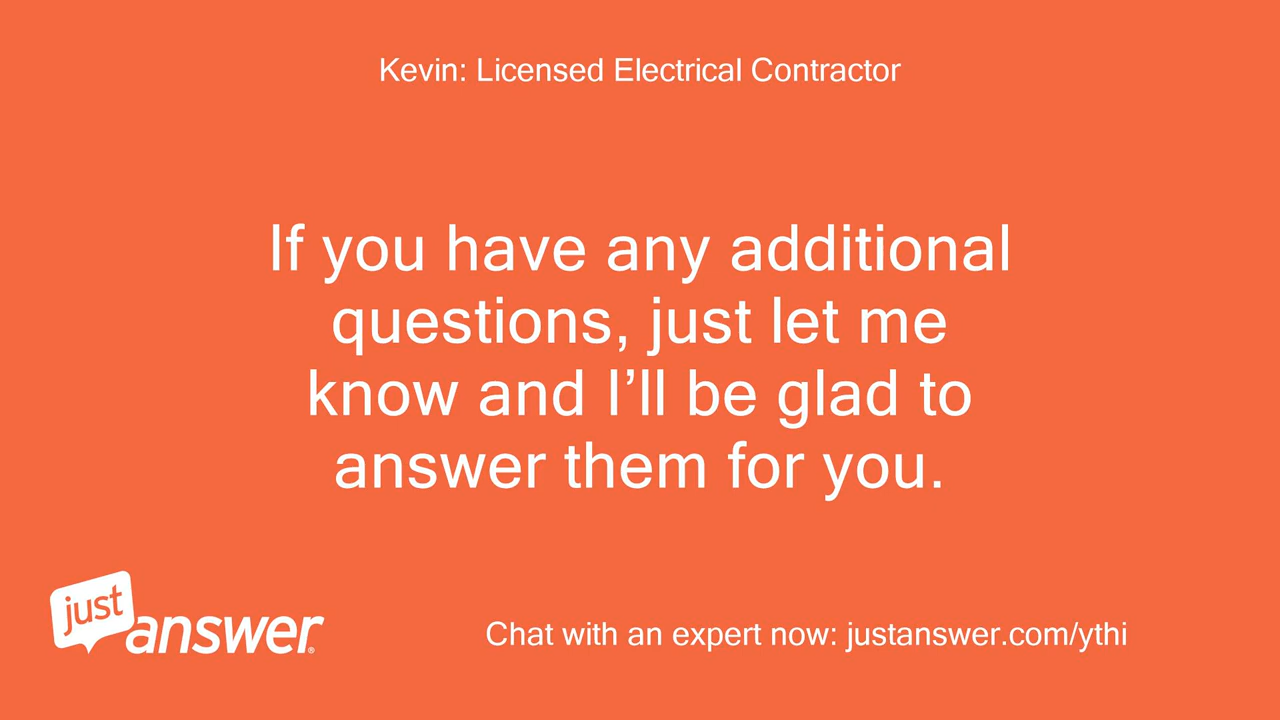 Kevin: Licensed Electrical Contractor
If you have any additional
questions, just let me
know and I’ll be glad to
answer them for you.
just
answer®
Chat with an expert now: justanswer.com/ythi